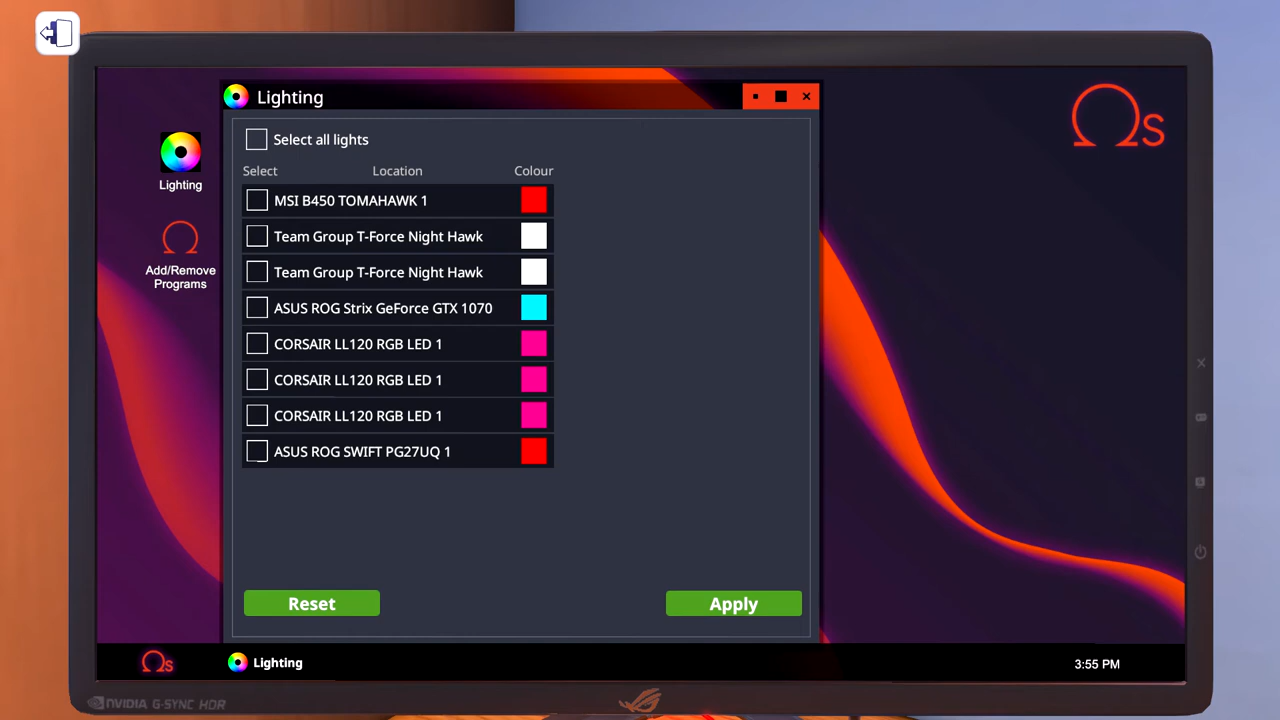 Lighting
Select all lights
Select Location Colour
MSI B450 TOMAHAWK 1
Team Group T-Force Night Hawk
Team Group T-Force Night Hawk
ASUS ROG Strix GeForce GTX 1070
CORSAIR LL120 RGB LED 1
CORSAIR LL120 RGB LED 1
CORSAIR LL120 RGB LED 1
ASUS ROG SWIFT PG27UQ 1
Reset Apply
Lighting
Add/Remove
Programs
Ωs
Ωs Lighting 3:55 PM
NVIDIA G-SYNC HDR